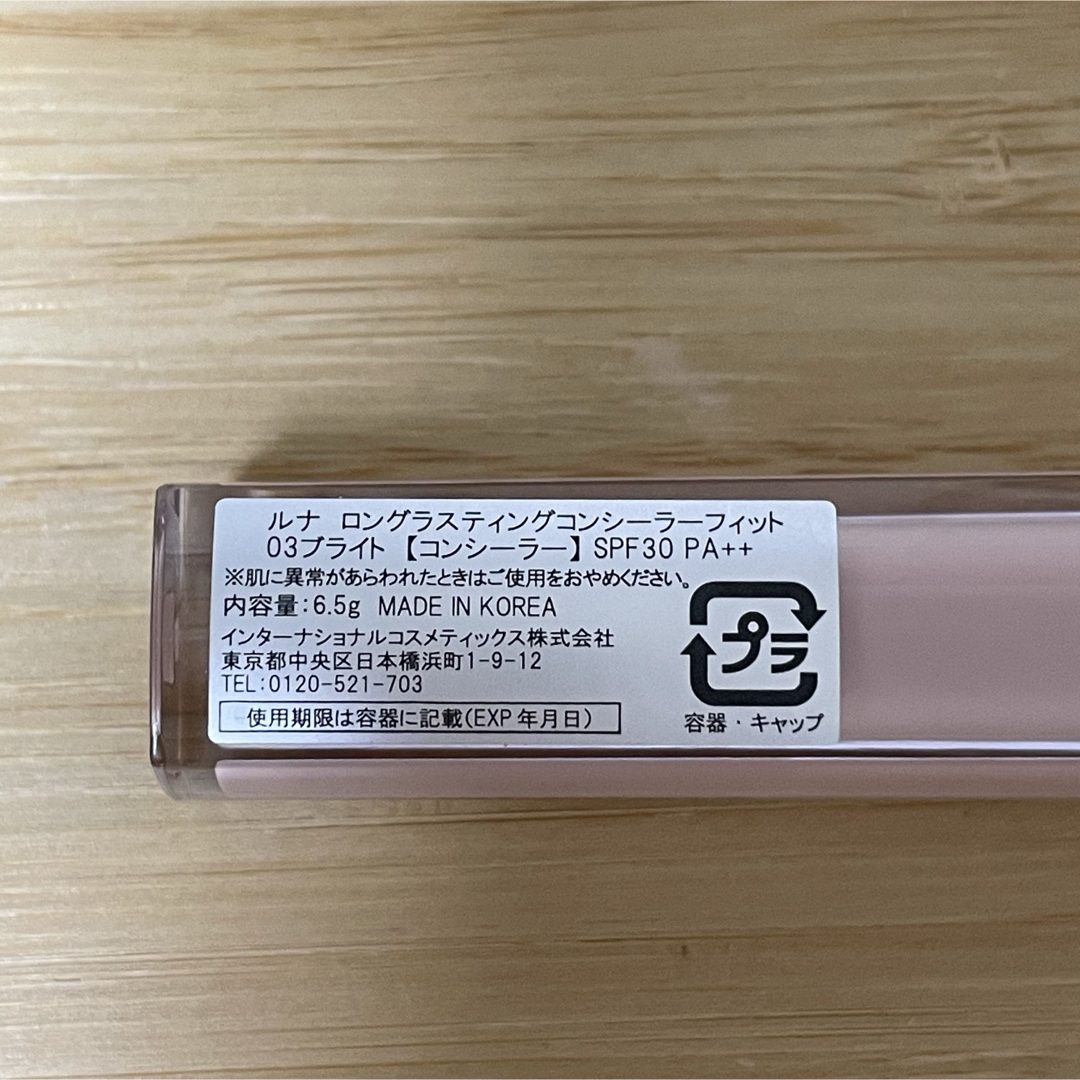 ルナ ロングラスティングコンシーラーフィット
03ブライト【コンシーラー】SPF30 PA++
※肌に異常があらわれたときはご使用をおやめください。
内容量:6.5g MADE IN KOREA
インターナショナルコスメティックス株式会社
東京都中央区日本橋浜町1-9-12
TEL:0120-521-703
使用期限は容器に記載(EXP 年月日)
プラ
容器・キャップ